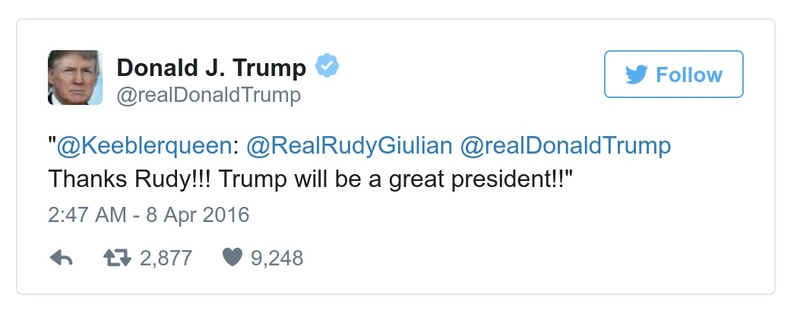 Donald J. Trump
@realDonaldTrump
Follow
"@Keeblerqueen: @RealRudyGiulian @realDonaldTrump
Thanks Rudy!!! Trump will be a great president!!"
2:47 AM - 8 Apr 2016
2,877 9,248